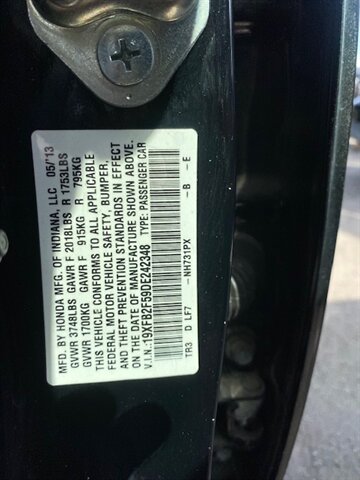 MFD. BY HONDA MFG. OF INDIANA, LLC 05/'13
GVWR 3748LBS GAWR F 2018LBS R 1753LBS
GVWR 1700KG GAWR F 915KG R 795KG
THIS VEHICLE CONFORMS TO ALL APPLICABLE
FEDERAL MOTOR VEHICLE SAFETY, BUMPER,
AND THEFT PREVENTION STANDARDS IN EFFECT
ON THE DATE OF MANUFACTURE SHOWN ABOVE.
V.I.N.:19XFB2F59DE242348 TYPE: PASSENGER CAR
NH731PX -B -E
TR3 D LF7